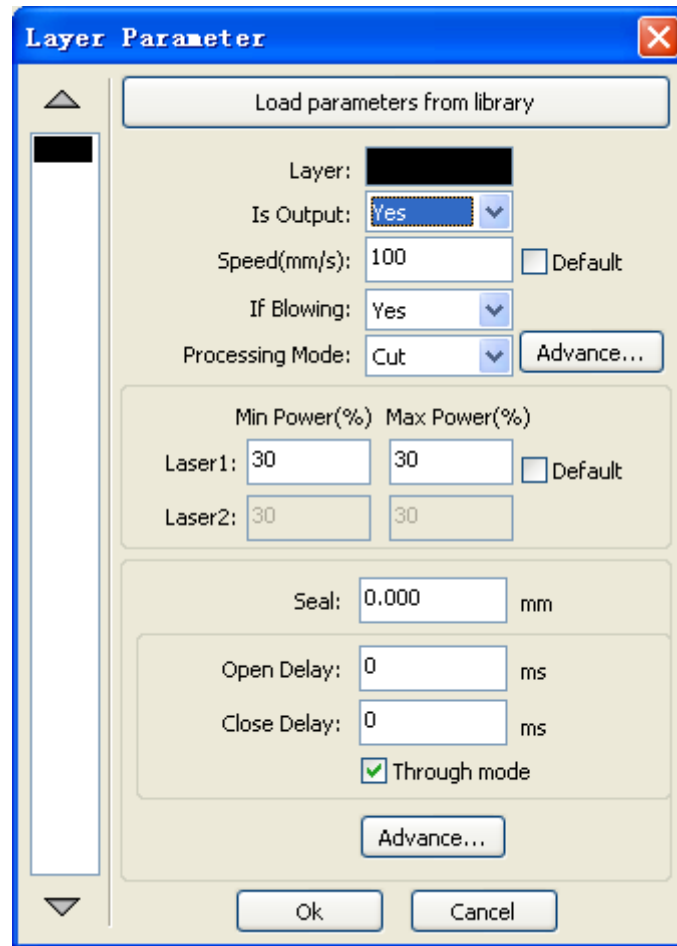 Layer Parameter
Load parameters from library
Layer:
Is Output: Yes
Speed(mm/s): 100 Default
If Blowing: Yes
Processing Mode: Cut Advance...
Min Power(%) Max Power(%)
Laser1: 30 30 Default
Laser2: 30 30
Seal: 0.000 mm
Open Delay: 0 ms
Close Delay: 0 ms
Through mode
Advance...
Ok Cancel